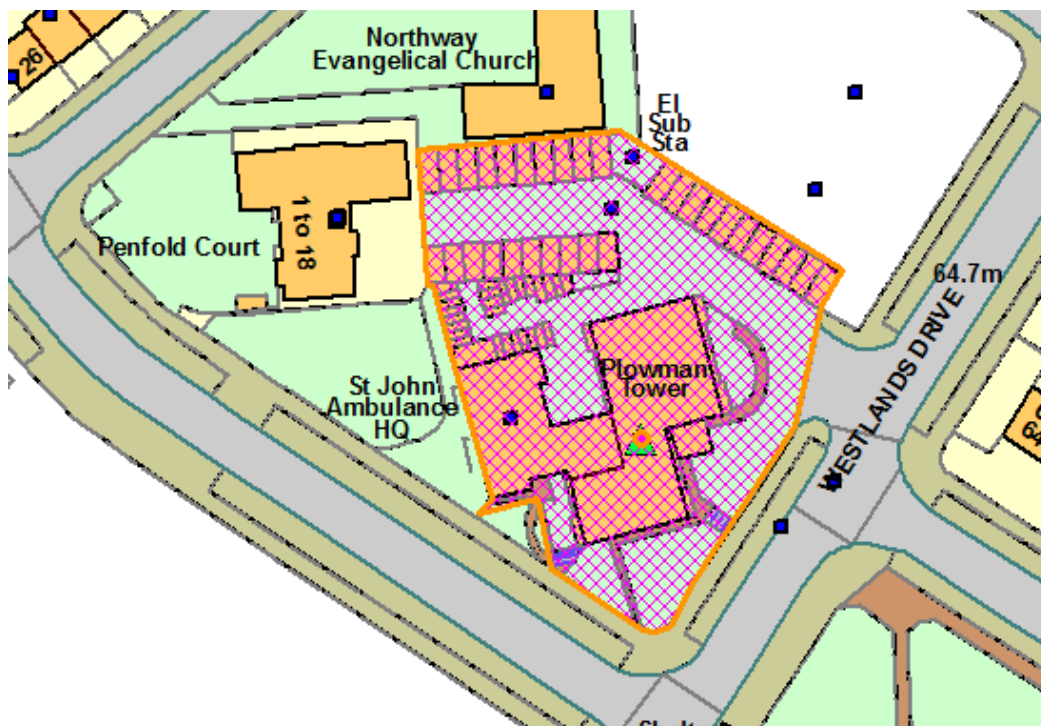 26
Northway
Evangelical Church
El
Sub
Sta
1 to 18
Penfold Court
64.7m
WESTLANDS DRIVE
Plowman
Tower
St John
Ambulance
HQ